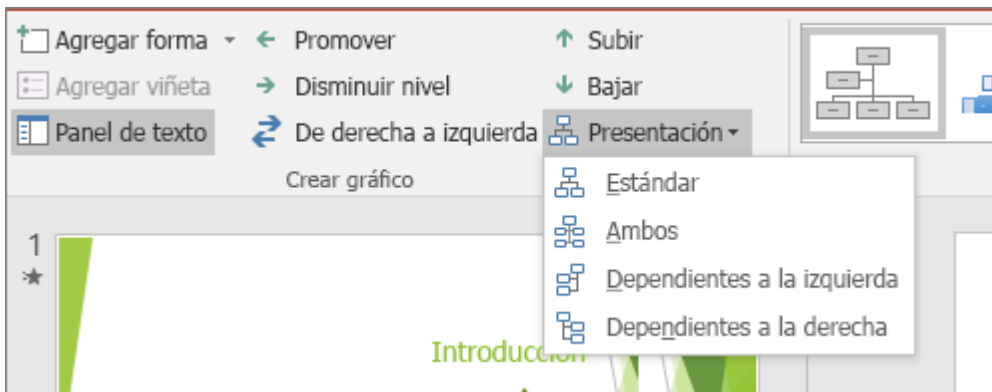 Agregar forma
Promover
Subir
Agregar viñeta
Disminuir nivel
Bajar
Panel de texto
De derecha a izquierda
Presentación
Crear gráfico
Estándar
Ambos
Dependientes a la izquierda
Dependientes a la derecha
1
Introducción